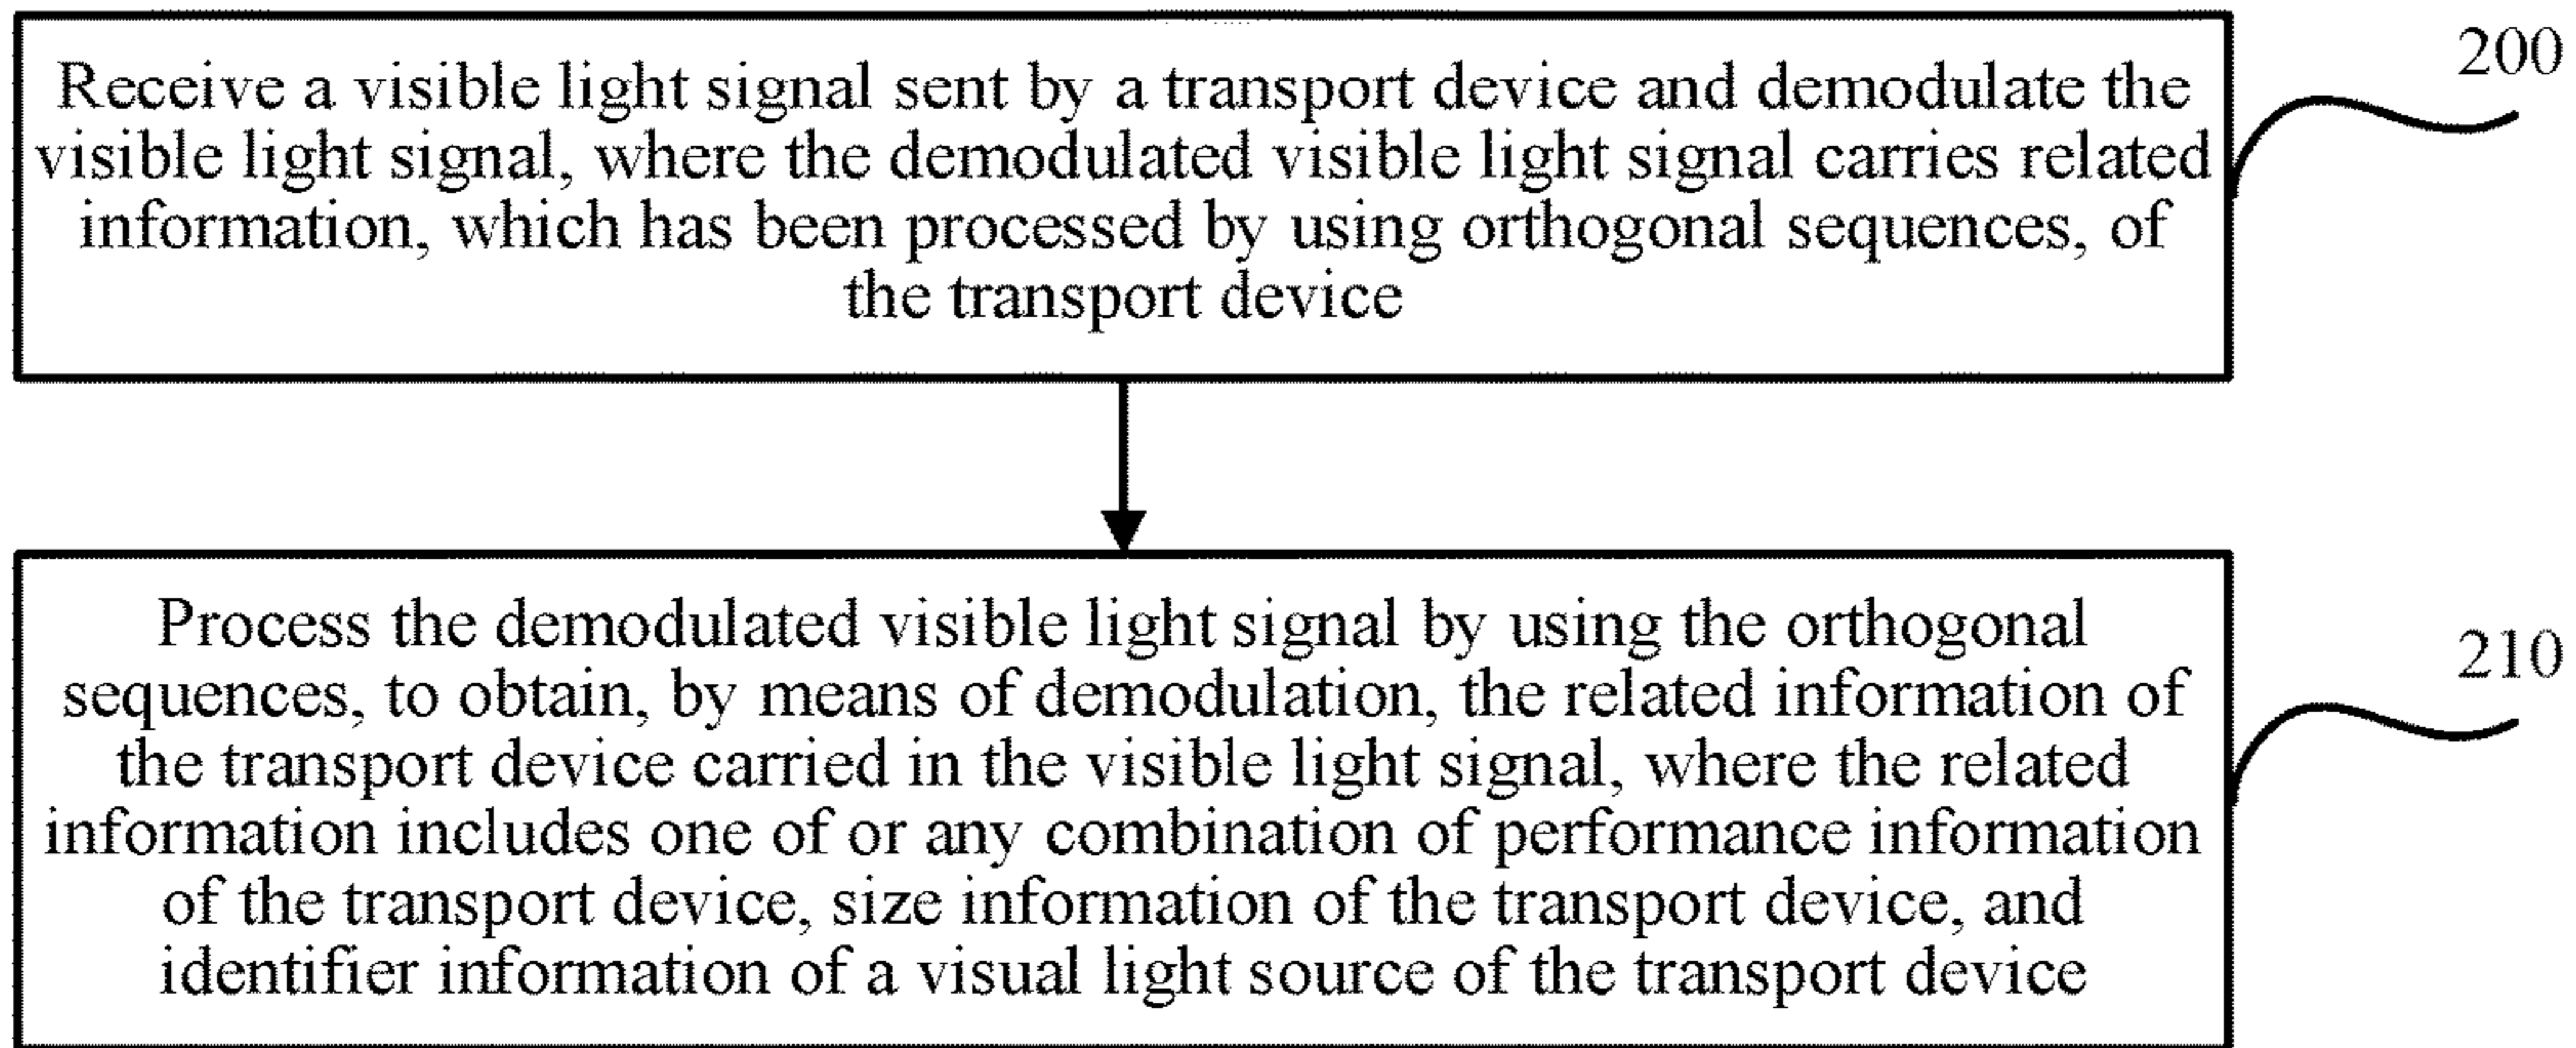 Receive a visible light signal sent by a transport device and demodulate the
visible light signal, where the demodulated visible light signal carries related
information, which has been processed by using orthogonal sequences, of
the transport device
200
Process the demodulated visible light signal by using the orthogonal
sequences, to obtain, by means of demodulation, the related information of
the transport device carried in the visible light signal, where the related
information includes one of or any combination of performance information
of the transport device, size information of the transport device, and
identifier information of a visual light source of the transport device
210